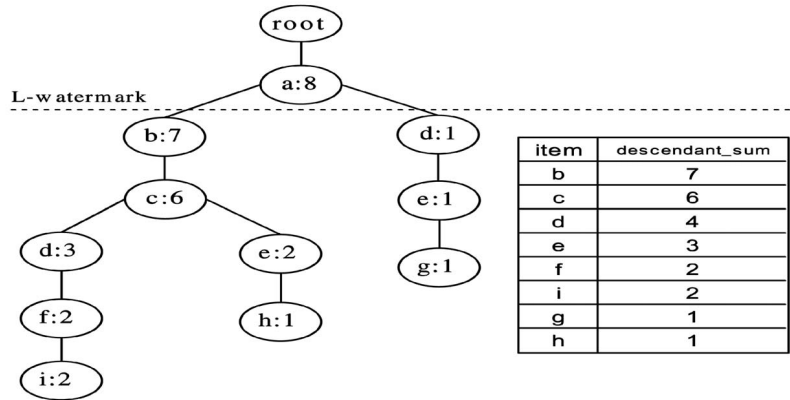 root
a:8
L-watermark
b:7
d:1
c:6
e:1
d:3
e:2
g:1
f:2
h:1
i:2
item descendant_sum
b 7
c 6
d 4
e 3
f 2
i 2
g 1
h 1